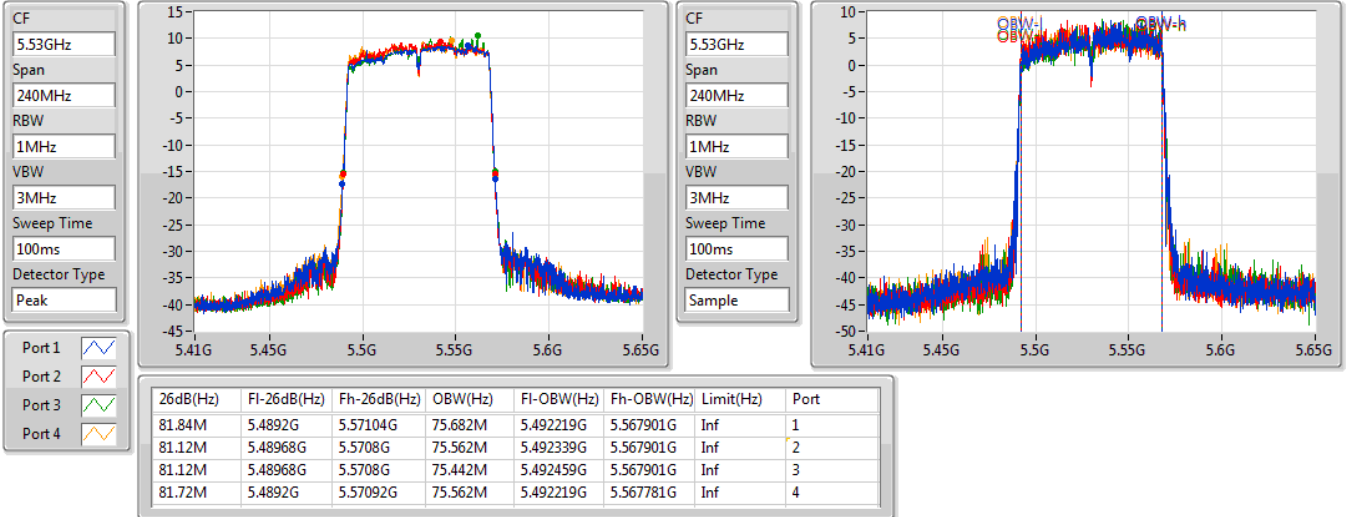 CF
5.53GHz
Span
240MHz
RBW
1MHz
VBW
3MHz
Sweep Time
100ms
Detector Type
Peak
15
10
5
0
-5
-10
-15
-20
-25
-30
-35
-40
-45
5.41G 5.45G 5.5G 5.55G 5.6G 5.65G
CF
5.53GHz
Span
240MHz
RBW
1MHz
VBW
3MHz
Sweep Time
100ms
Detector Type
Sample
10
5
0
-5
-10
-15
-20
-25
-30
-35
-40
-45
-50
OBW-l OBW-h
5.41G 5.45G 5.5G 5.55G 5.6G 5.65G
Port 1
Port 2
Port 3
Port 4
26dB(Hz) Fl-26dB(Hz) Fh-26dB(Hz) OBW(Hz) Fl-OBW(Hz) Fh-OBW(Hz) Limit(Hz) Port
81.84M 5.4892G 5.57104G 75.682M 5.492219G 5.567901G Inf 1
81.12M 5.48968G 5.5708G 75.562M 5.492339G 5.567901G Inf 2
81.12M 5.48968G 5.5708G 75.442M 5.492459G 5.567901G Inf 3
81.72M 5.4892G 5.57092G 75.562M 5.492219G 5.567781G Inf 4